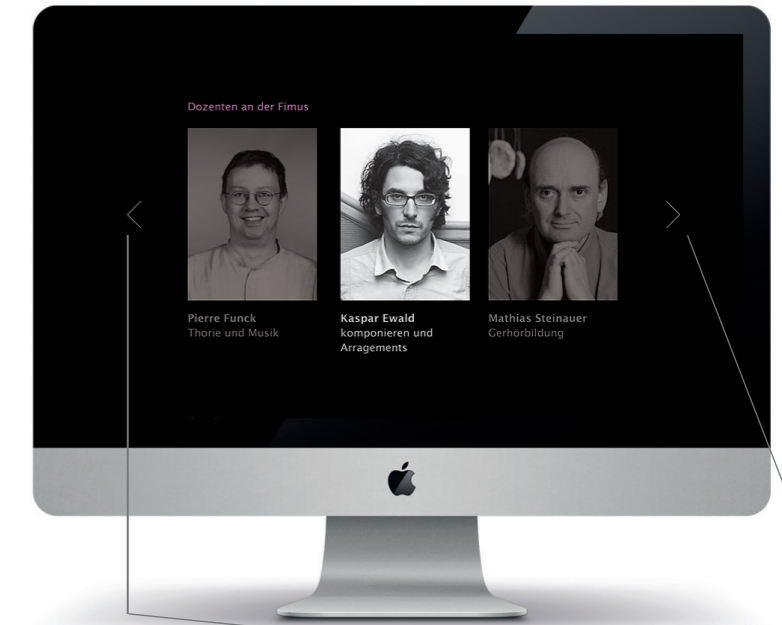 Dozenten an der Fimus
Pierre Funck
Thorie und Musik
Kaspar Ewald
komponieren und
Arragements
Mathias Steinauer
Gerhörbildung